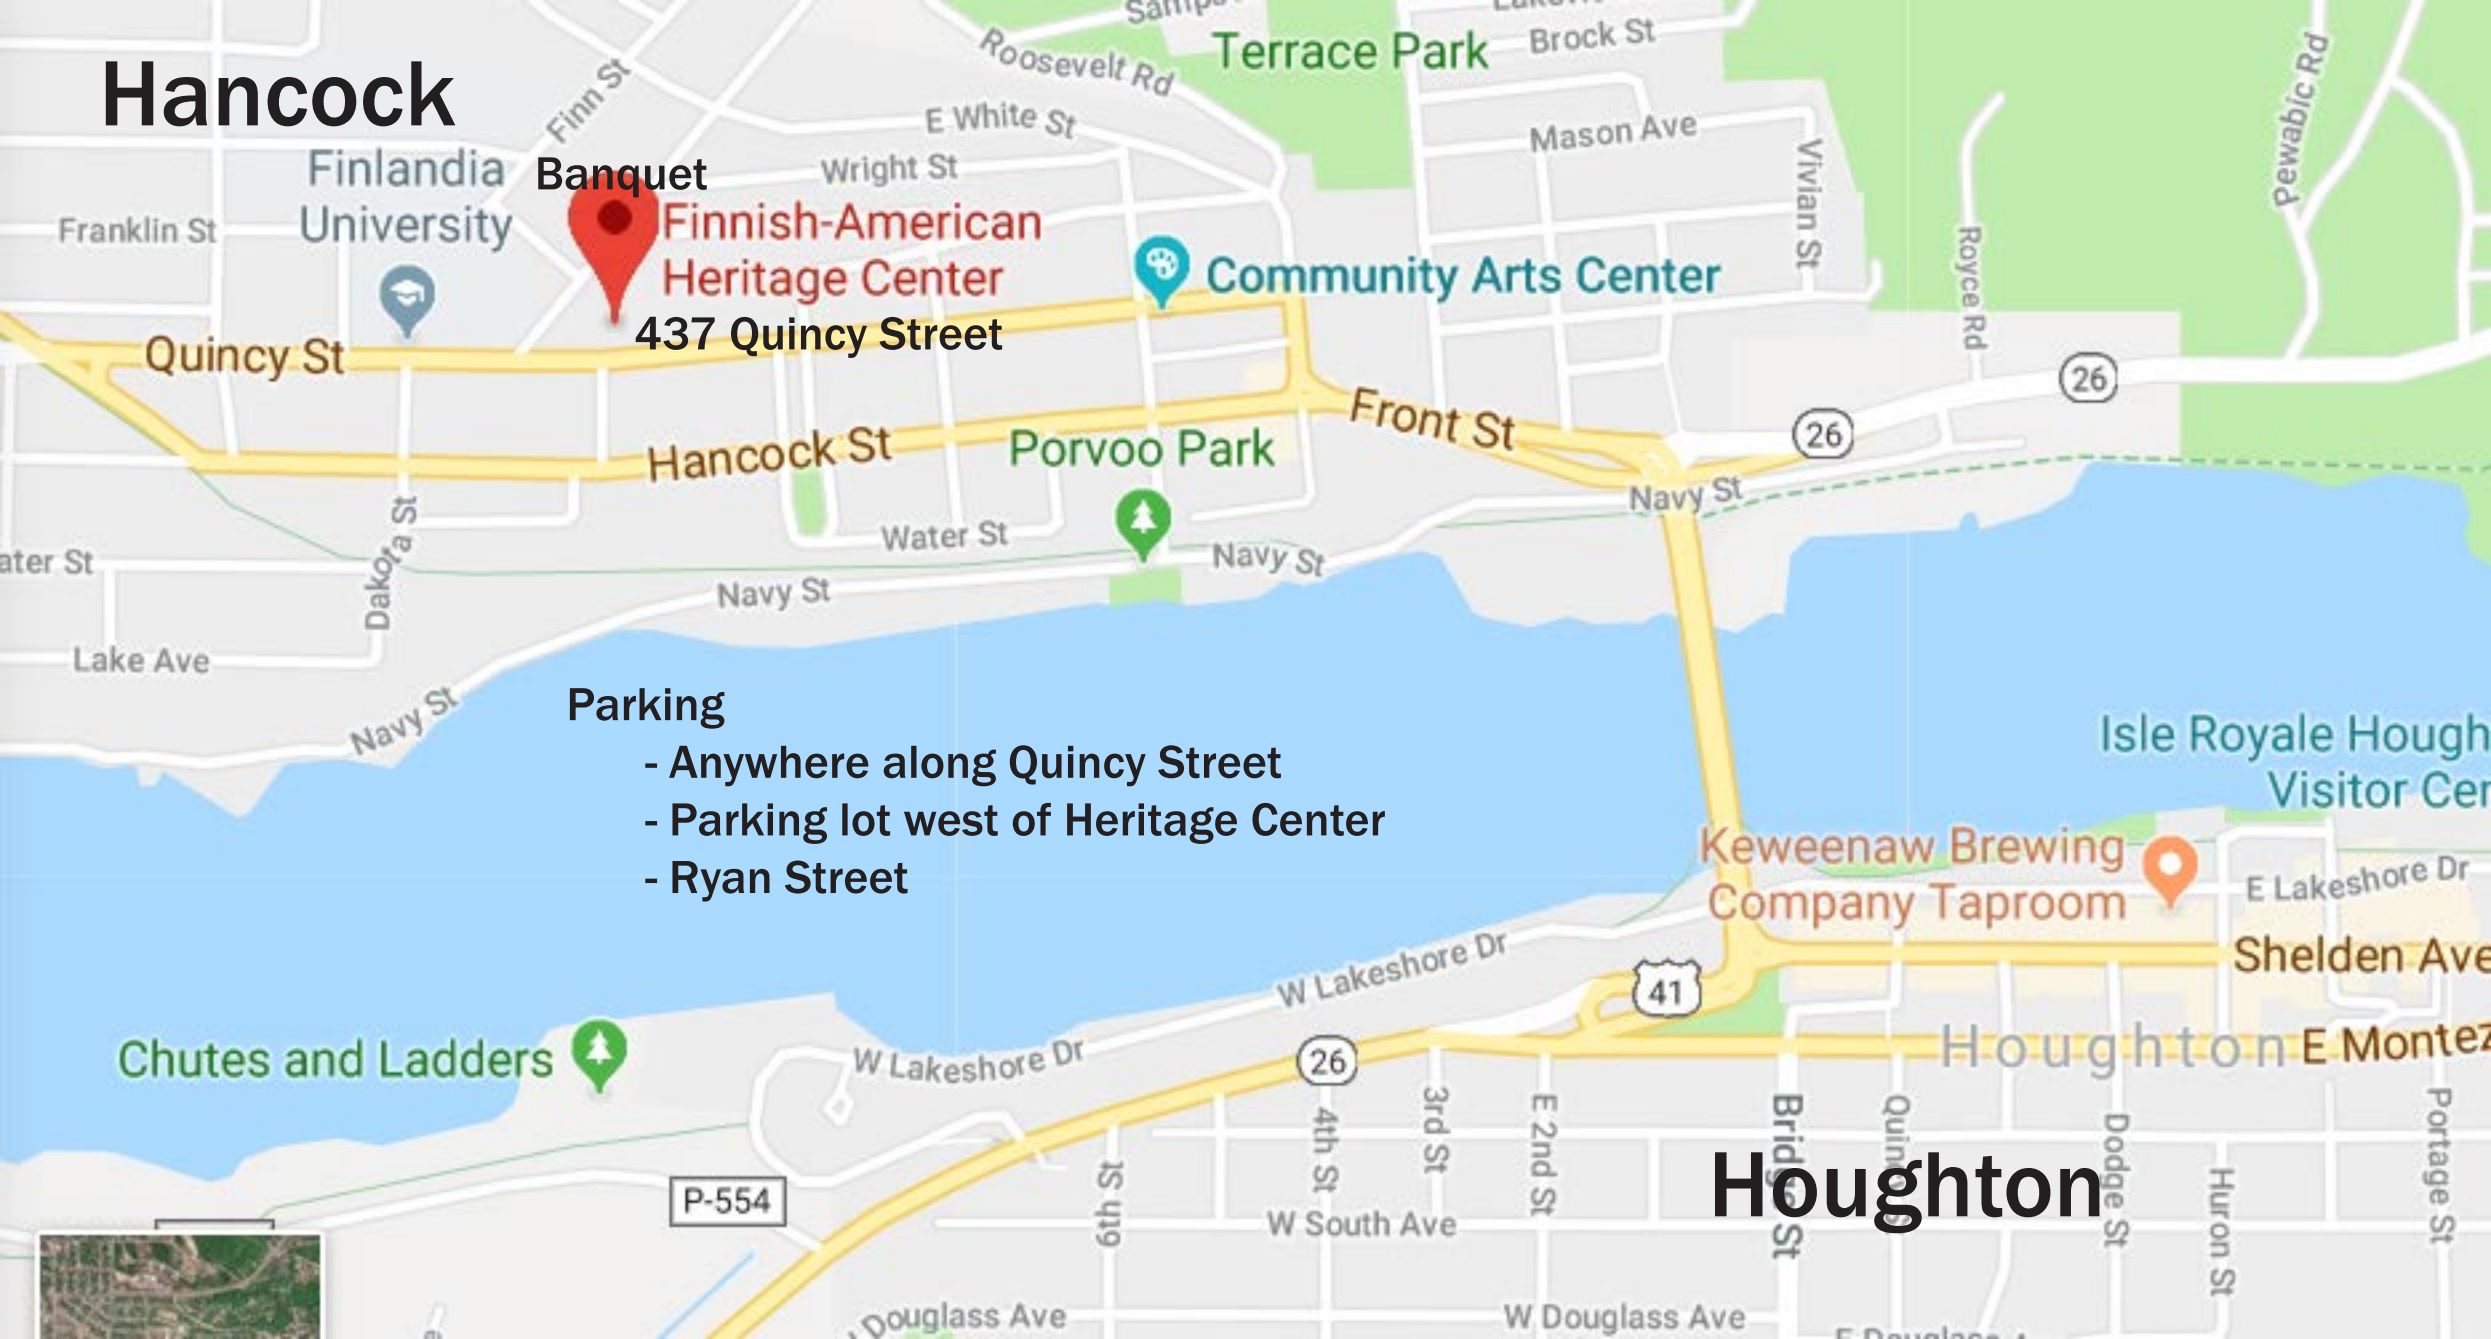 Roosevelt Rd
Terrace Park
Brock St
Pewabic Rd
Hancock
Finn St
E White St
Mason Ave
Vivian St
Finlandia
University
Banquet
Wright St
Franklin St
Finnish-American
Heritage Center
437 Quincy Street
Community Arts Center
Royce Rd
Quincy St
26
Front St
26
Hancock St
Porvoo Park
Navy St
Dakota St
Water St
ater St
Navy St
Navy St
Lake Ave
Navy St
Parking
- Anywhere along Quincy Street
- Parking lot west of Heritage Center
- Ryan Street
Isle Royale Hough
Visitor Cen
Keweenaw Brewing
Company Taproom
E Lakeshore Dr
W Lakeshore Dr
Shelden Ave
41
Chutes and Ladders
W Lakeshore Dr
26
Houghton
E Montez
4th St
3rd St
E 2nd St
Bridge St
Dodge St
Portage St
Houghton
P-554
6th St
W South Ave
Huron St
Douglass Ave
W Douglass Ave